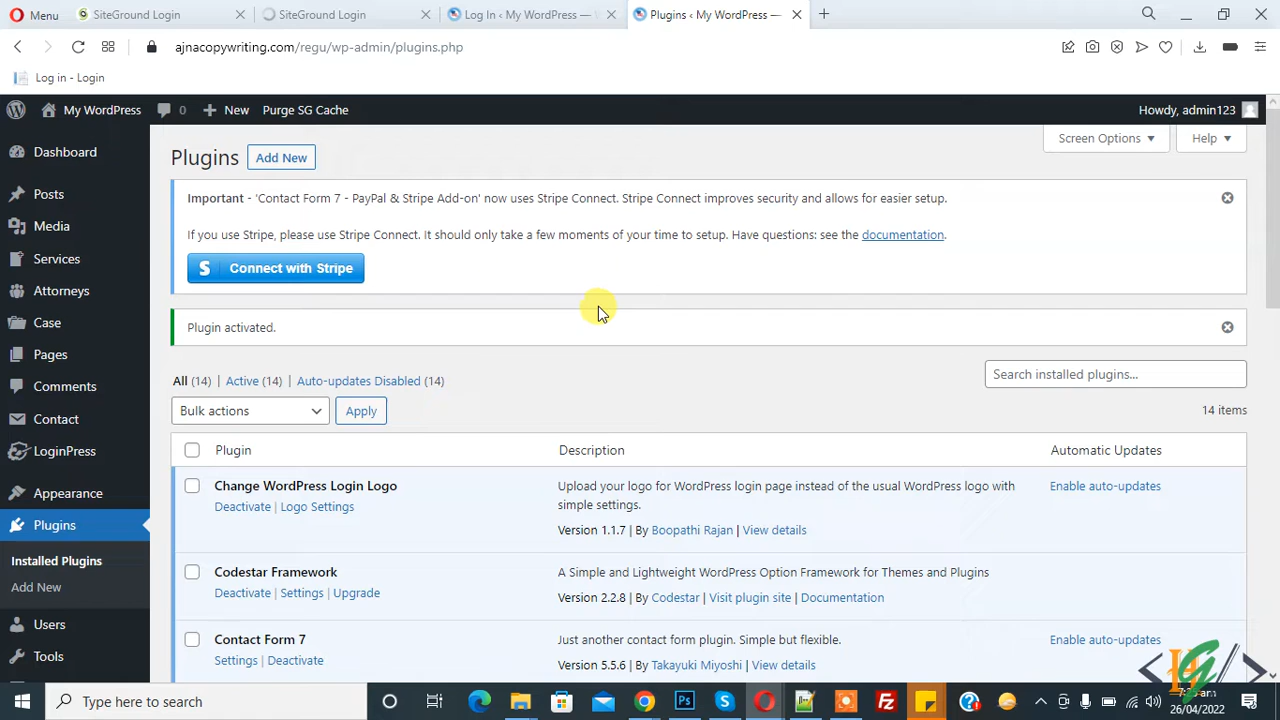 Menu
SiteGround Login
SiteGround Login
Log In ‹ My WordPress — W
Plugins ‹ My WordPress —
ajnacopywriting.com/regu/wp-admin/plugins.php
Log in - Login
My WordPress
0
New
Purge SG Cache
Howdy, admin123
Dashboard
Posts
Media
Services
Attorneys
Case
Pages
Comments
Contact
LoginPress
Appearance
Plugins
Installed Plugins
Add New
Users
Tools
Screen Options
Help
Plugins
Add New
Important - 'Contact Form 7 - PayPal & Stripe Add-on' now uses Stripe Connect. Stripe Connect improves security and allows for easier setup.
If you use Stripe, please use Stripe Connect. It should only take a few moments of your time to setup. Have questions: see the documentation.
S Connect with Stripe
Plugin activated.
All (14) | Active (14) | Auto-updates Disabled (14)
Search installed plugins...
Bulk actions
Apply
14 items
Plugin
Description
Automatic Updates
Change WordPress Login Logo
Deactivate | Logo Settings
Upload your logo for WordPress login page instead of the usual WordPress logo with
simple settings.
Version 1.1.7 | By Boopathi Rajan | View details
Enable auto-updates
Codestar Framework
Deactivate | Settings | Upgrade
A Simple and Lightweight WordPress Option Framework for Themes and Plugins
Version 2.2.8 | By Codestar | Visit plugin site | Documentation
Contact Form 7
Settings | Deactivate
Just another contact form plugin. Simple but flexible.
Version 5.5.6 | By Takayuki Miyoshi | View details
Enable auto-updates
Type here to search
26/04/2022